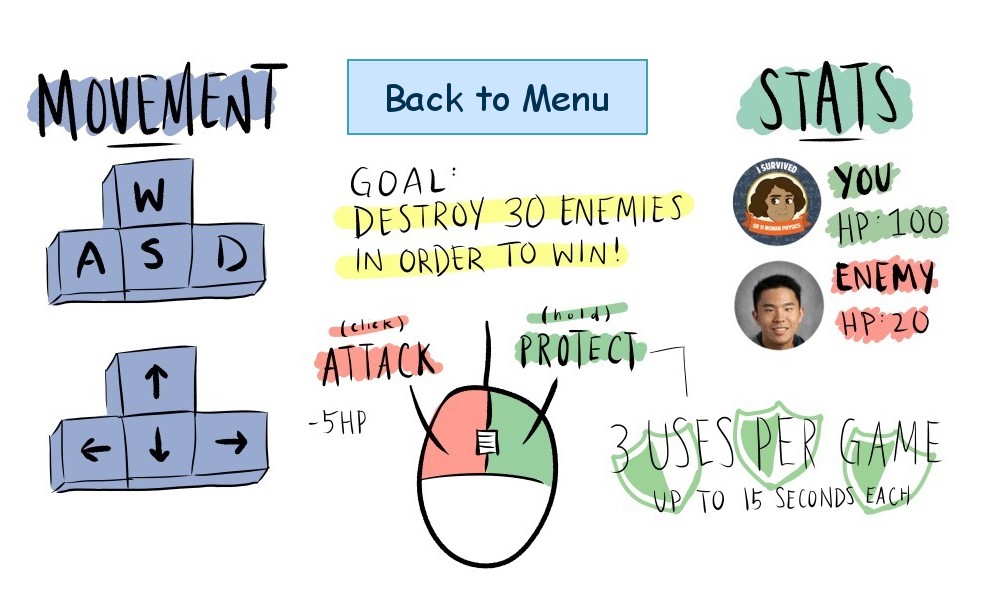 MOVEMENT
W
A S D
↑
← ↓ →
Back to Menu
GOAL:
DESTROY 30 ENEMIES
IN ORDER TO WIN!
(click)
ATTACK
-5HP
(hold)
PROTECT
3 USES PER GAME
UP TO 15 SECONDS EACH
STATS
I SURVIVED
YOU
HP: 100
ENEMY
HP: 20